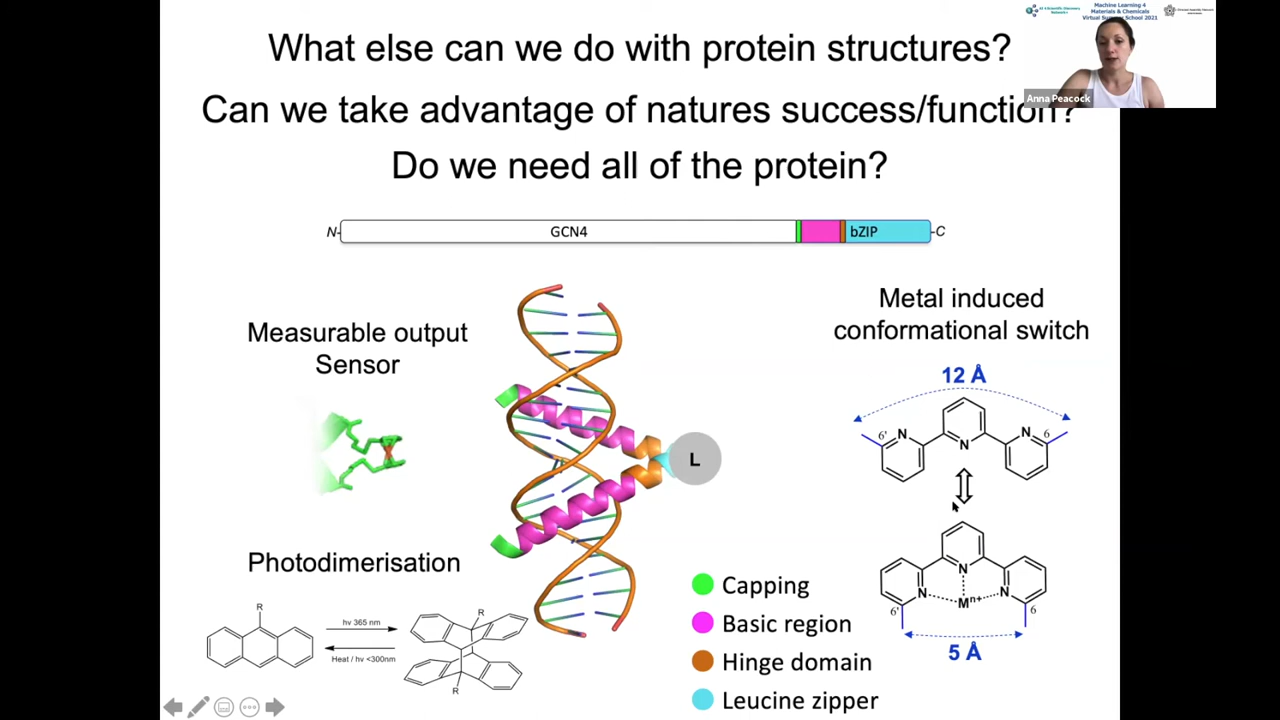 Machine Learning 4
Materials & Chemicals
Virtual Summer School 2021
Anna Peacock
What else can we do with protein structures?
Can we take advantage of natures success/function?
Do we need all of the protein?
N-
GCN4
bZIP
-C
Measurable output
Sensor
Photodimerisation
R
hv 365 nm
Heat / hv <300nm
R
R
L
Capping
Basic region
Hinge domain
Leucine zipper
Metal induced
conformational switch
12 Å
6'
N
N
N
6
N
N
Mⁿ⁺
N
6'
6
5 Å